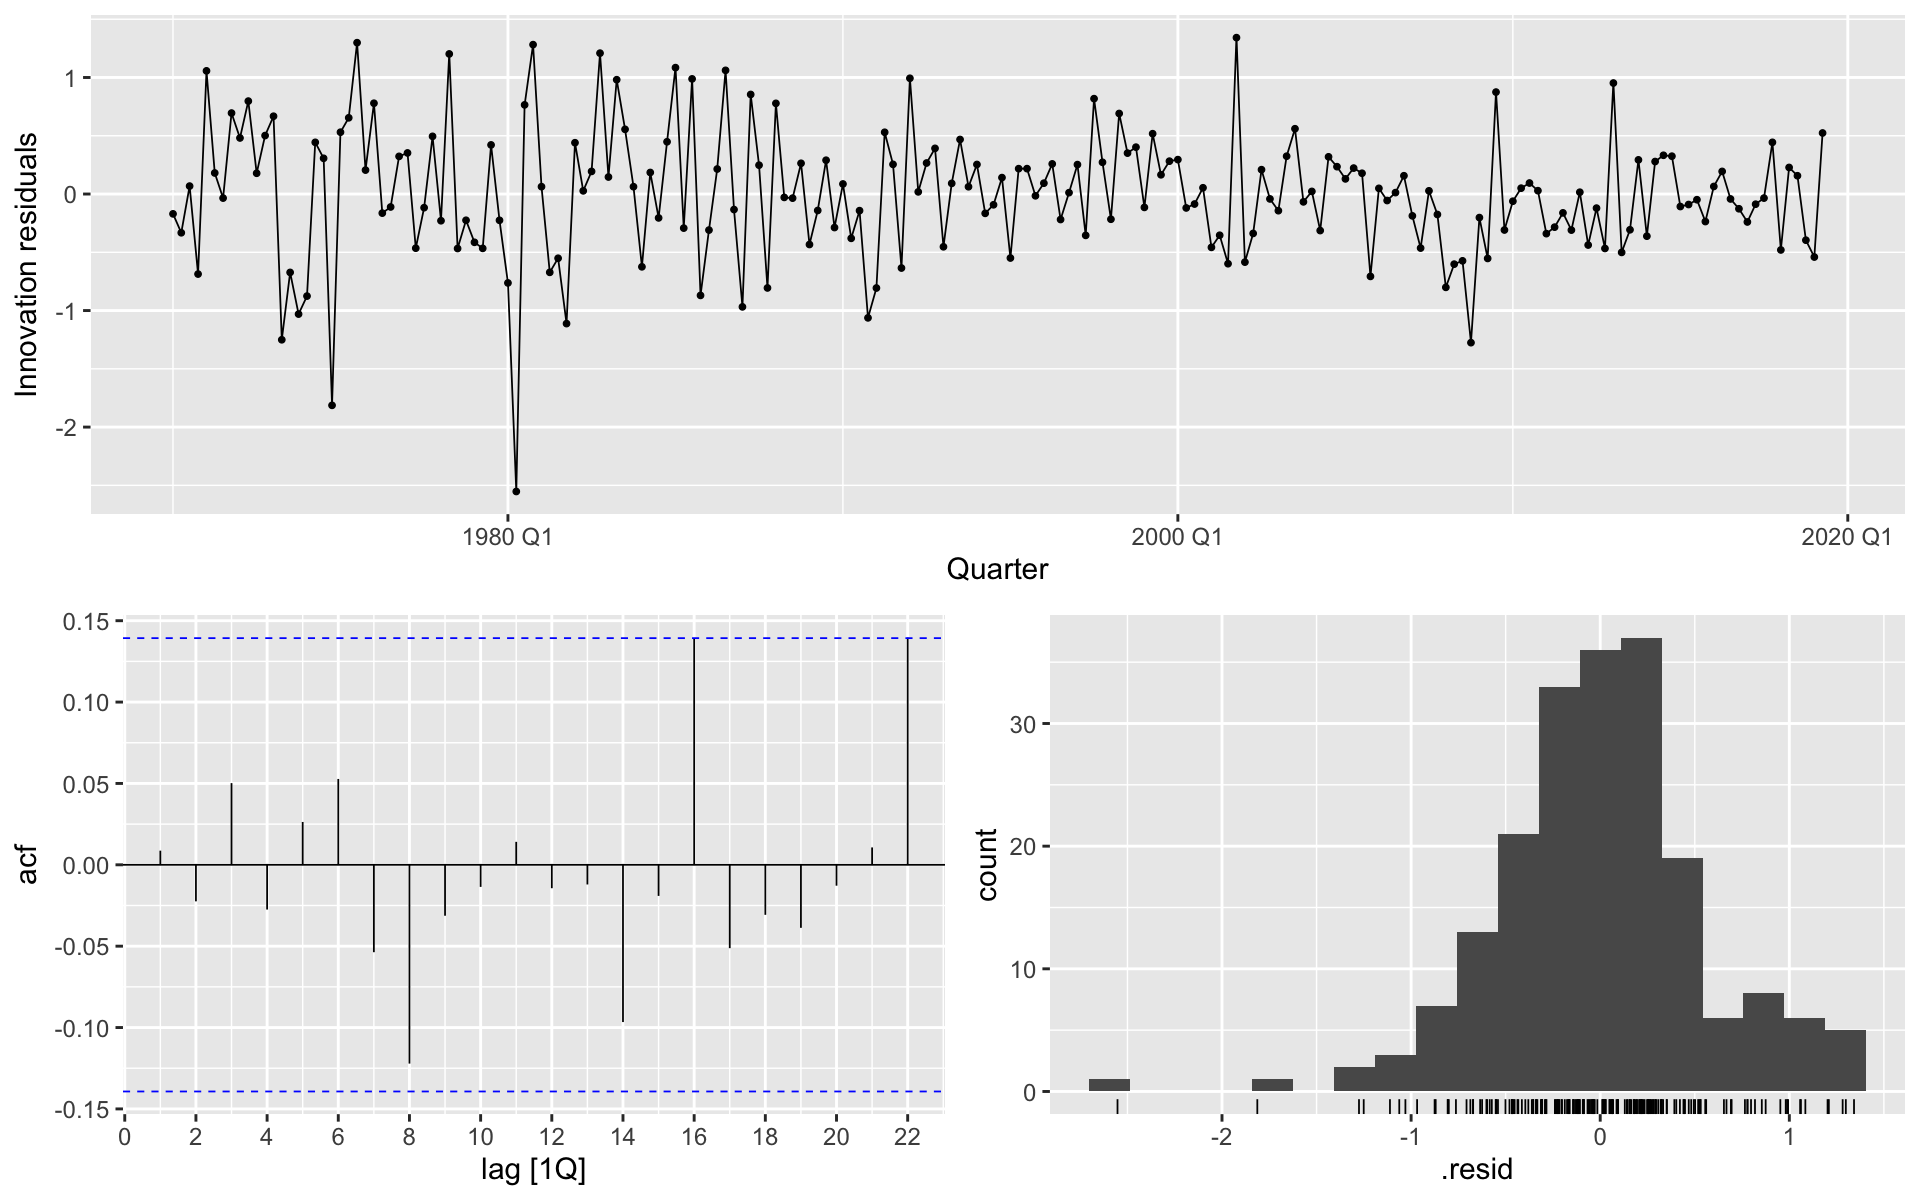 1
0
-1
-2
Innovation residuals
1980 Q1 2000 Q1 2020 Q1
Quarter
0.15
0.10
0.05
0.00
-0.05
-0.10
-0.15
acf
0 2 4 6 8 10 12 14 16 18 20 22
lag [1Q]
30
20
10
0
count
-2 -1 0 1
.resid